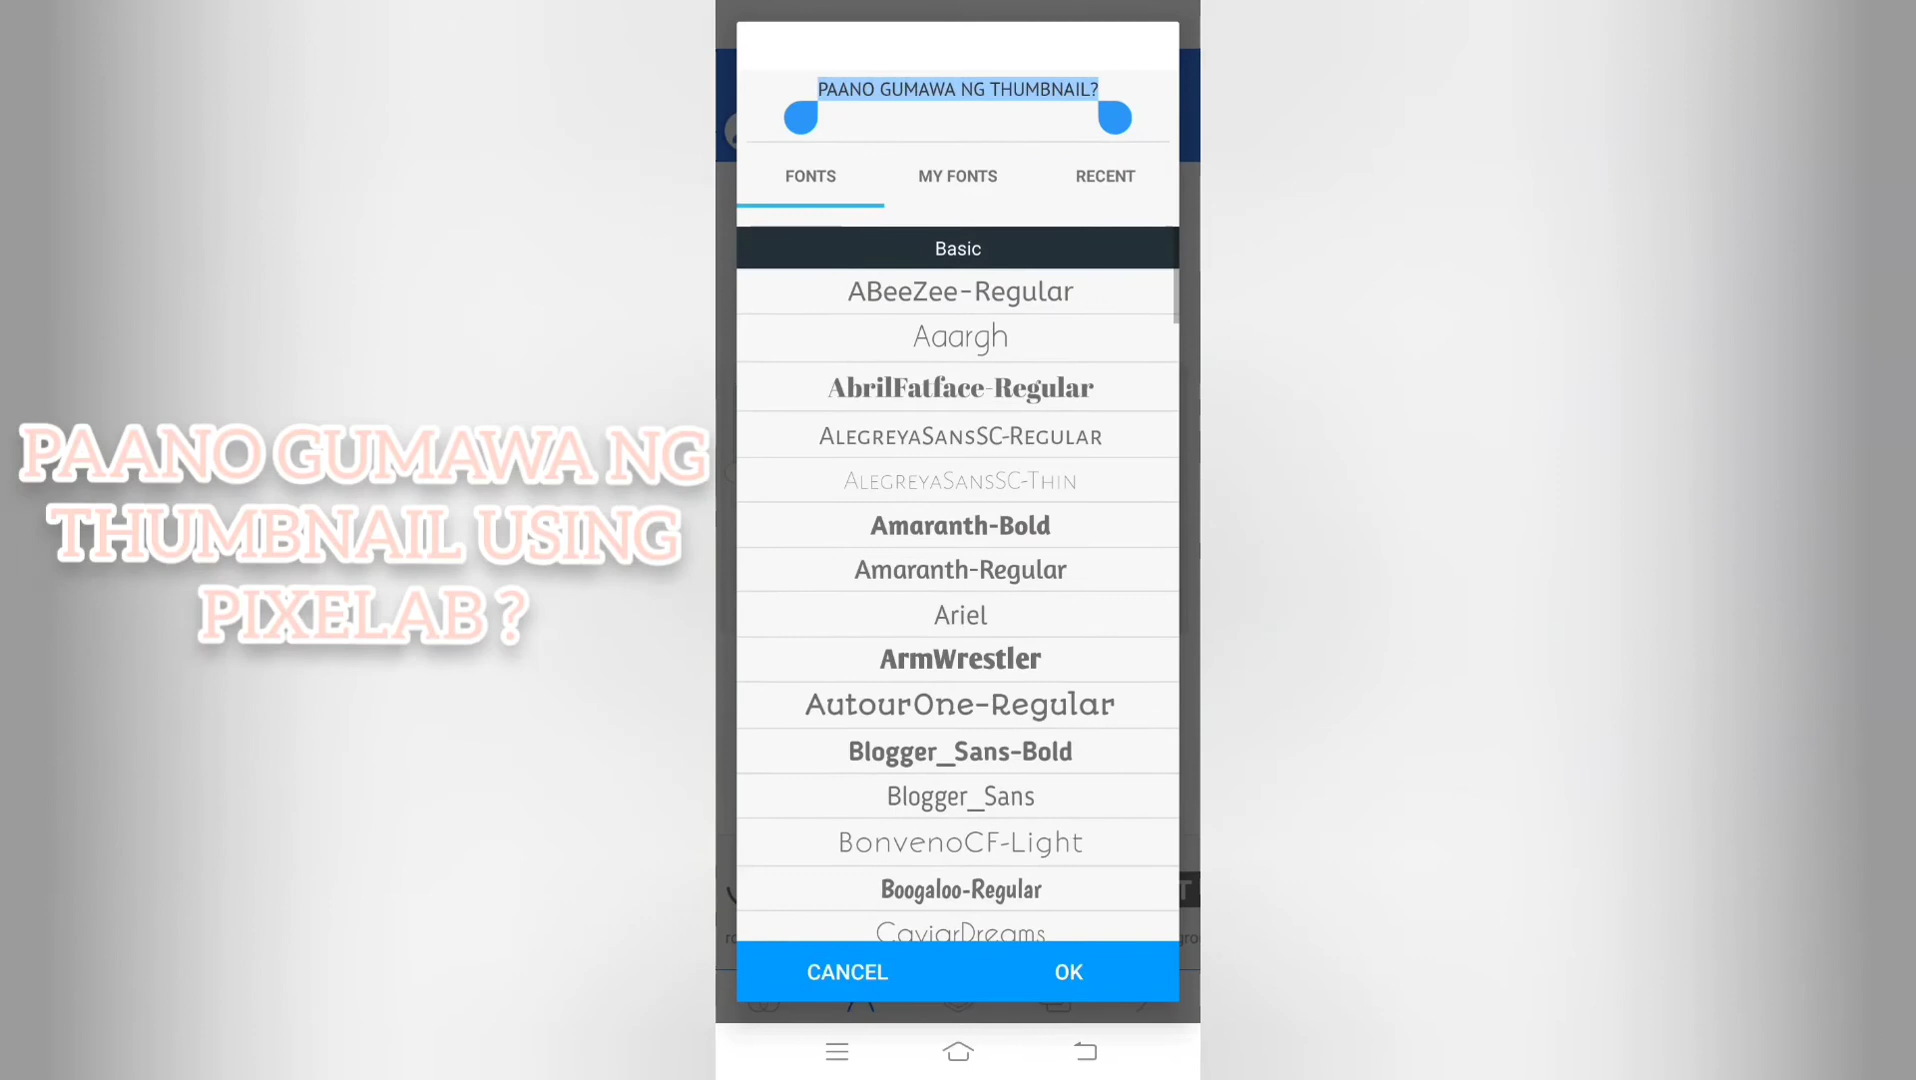 PAANO GUMAWA NG
THUMBNAIL USING
PIXELAB ?
PAANO GUMAWA NG THUMBNAIL?
FONTS MY FONTS RECENT
Basic
ABeeZee-Regular
Aaargh
AbrilFatface-Regular
AlegreyaSansSC-Regular
AlegreyaSansSC-Thin
Amaranth-Bold
Amaranth-Regular
Ariel
ArmWrestler
AutourOne-Regular
Blogger_Sans-Bold
Blogger_Sans
BonvenoCF-Light
Boogaloo-Regular
CaviarDreams
CANCEL OK